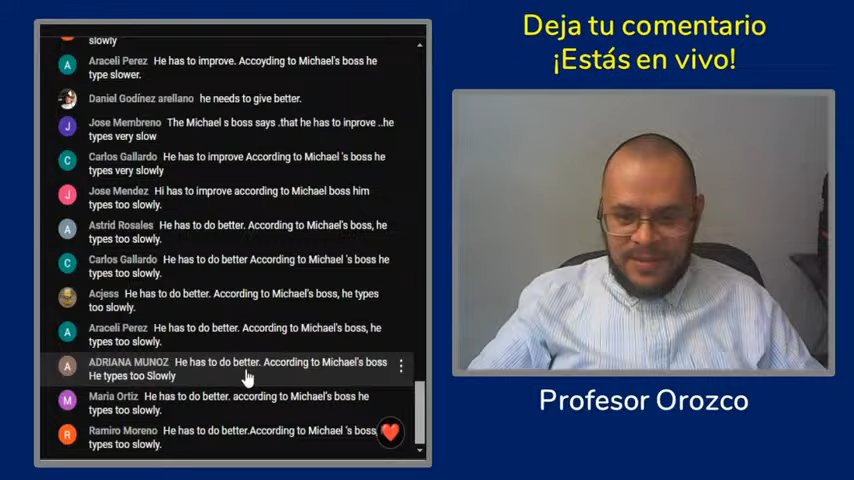 slowly
Araceli Perez He has to improve. Accoyding to Michael's boss he
type slower.
Daniel Godínez arellano he needs to give better.
Jose Membreno The Michael s boss says .that he has to inprove ..he
types very slow
Carlos Gallardo He has to improve According to Michael 's boss he
types very slowly
Jose Mendez Hi has to improve according to Michael boss him
types too slowly.
Astrid Rosales He has to do better. According to Michael's boss, he
types too slowly.
Carlos Gallardo He has to do better According to Michael 's boss he
types too slowly.
Acjess He has to do better. According to Michael's boss, he types
too slowly.
Araceli Perez He has to do better. According to Michael's boss, he
types too slowly.
ADRIANA MUNOZ He has to do better. According to Michael's boss
He types too Slowly
Maria Ortiz He has to do better. according to Michael's boss he
types too slowly.
Ramiro Moreno He has to do better.According to Michael 's boss,
types too slowly.
Deja tu comentario
¡Estás en vivo!
Profesor Orozco